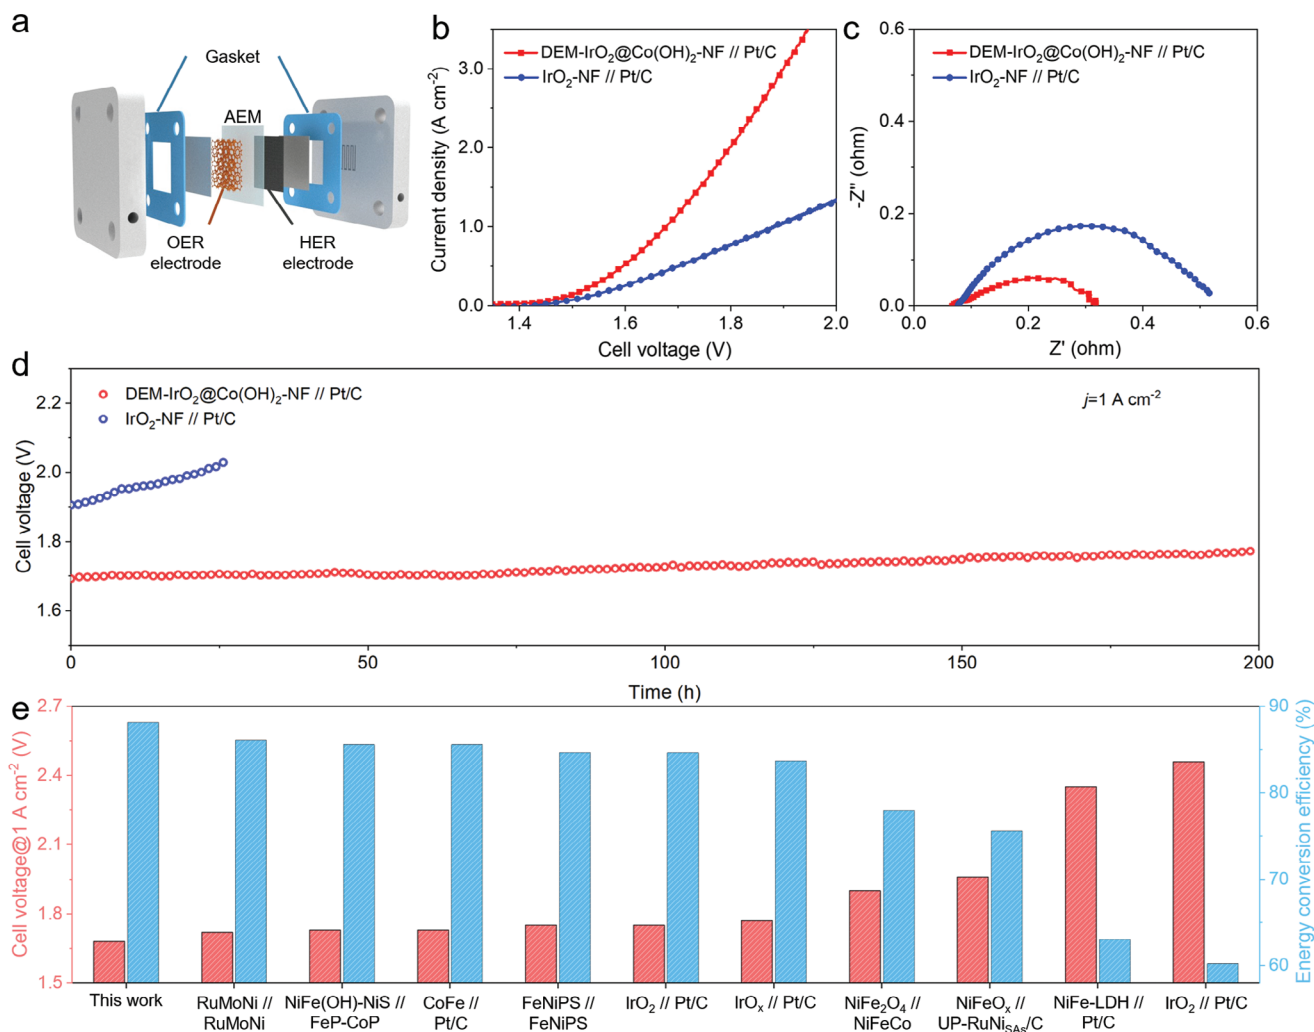 a
Gasket
AEM
OER
electrode
HER
electrode
b
DEM-IrO₂@Co(OH)₂-NF // Pt/C
IrO₂-NF // Pt/C
Current density (A cm⁻²)
3.0
2.0
1.0
0.0
1.4
1.6
1.8
2.0
Cell voltage (V)
c
DEM-IrO₂@Co(OH)₂-NF // Pt/C
IrO₂-NF // Pt/C
-Z″ (ohm)
0.6
0.4
0.2
0.0
0.0
0.2
0.4
0.6
Z' (ohm)
d
DEM-IrO₂@Co(OH)₂-NF // Pt/C
IrO₂-NF // Pt/C
j=1 A cm⁻²
Cell voltage (V)
2.2
2.0
1.8
1.6
0
50
100
150
200
Time (h)
e
Cell voltage@1 A cm⁻² (V)
2.7
2.4
2.1
1.8
1.5
Energy conversion efficiency (%)
90
80
70
60
This work
RuMoNi //
RuMoNi
NiFe(OH)-NiS //
FeP-CoP
CoFe //
Pt/C
FeNiPS //
FeNiPS
IrO₂ // Pt/C
IrOₓ // Pt/C
NiFe₂O₄ //
NiFeCo
NiFeOₓ //
UP-RuNi_SAs/C
NiFe-LDH //
Pt/C
IrO₂ // Pt/C